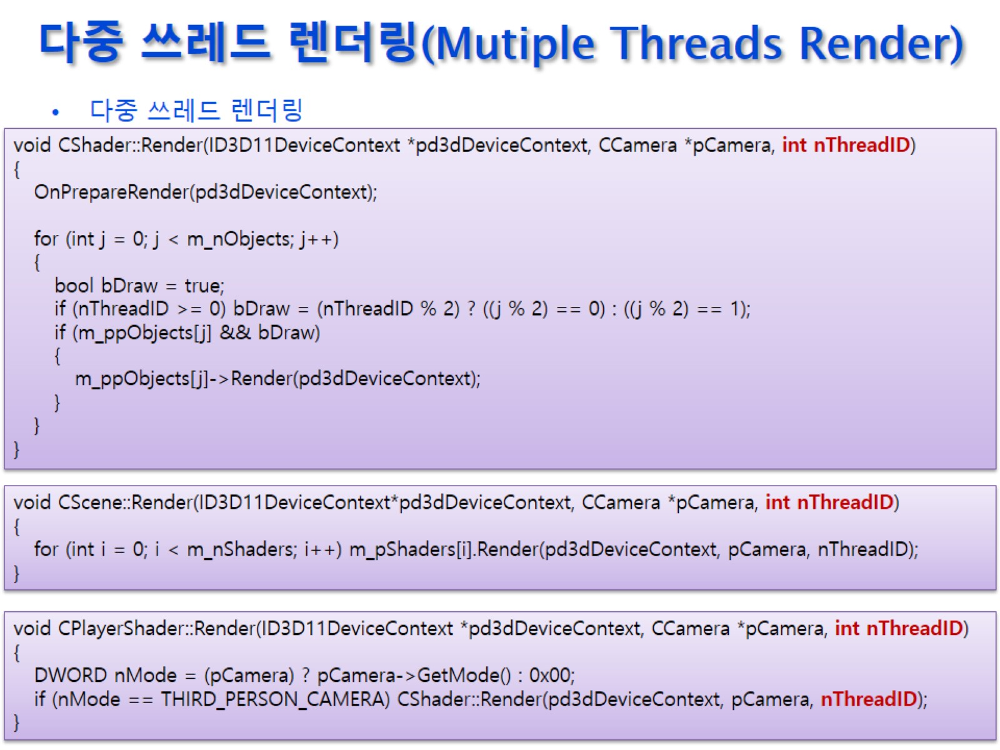 다중 쓰레드 렌더링(Mutiple Threads Render)
• 다중 쓰레드 렌더링
void CShader::Render(ID3D11DeviceContext *pd3dDeviceContext, CCamera *pCamera, int nThreadID)
{
OnPrepareRender(pd3dDeviceContext);
for (int j = 0; j < m_nObjects; j++)
{
bool bDraw = true;
if (nThreadID >= 0) bDraw = (nThreadID % 2) ? ((j % 2) == 0) : ((j % 2) == 1);
if (m_ppObjects[j] && bDraw)
{
m_ppObjects[j]->Render(pd3dDeviceContext);
}
}
}
void CScene::Render(ID3D11DeviceContext*pd3dDeviceContext, CCamera *pCamera, int nThreadID)
{
for (int i = 0; i < m_nShaders; i++) m_pShaders[i].Render(pd3dDeviceContext, pCamera, nThreadID);
}
void CPlayerShader::Render(ID3D11DeviceContext *pd3dDeviceContext, CCamera *pCamera, int nThreadID)
{
DWORD nMode = (pCamera) ? pCamera->GetMode() : 0x00;
if (nMode == THIRD_PERSON_CAMERA) CShader::Render(pd3dDeviceContext, pCamera, nThreadID);
}